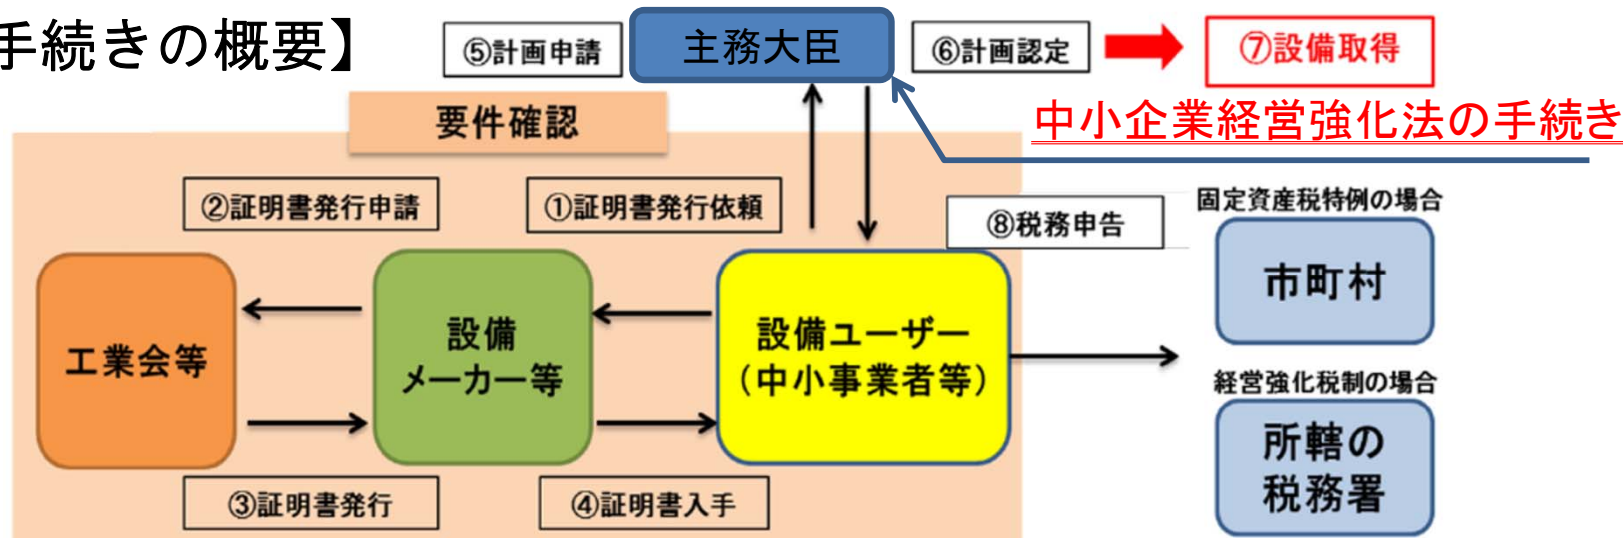 手続きの概要】
⑤計画申請
主務大臣
⑥計画認定
⑦設備取得
要件確認
中小企業経営強化法の手続き
②証明書発行申請
①証明書発行依頼
⑧税務申告
固定資産税特例の場合
市町村
工業会等
設備
メーカー等
設備ユーザー
（中小事業者等）
経営強化税制の場合
所轄の
税務署
③証明書発行
④証明書入手